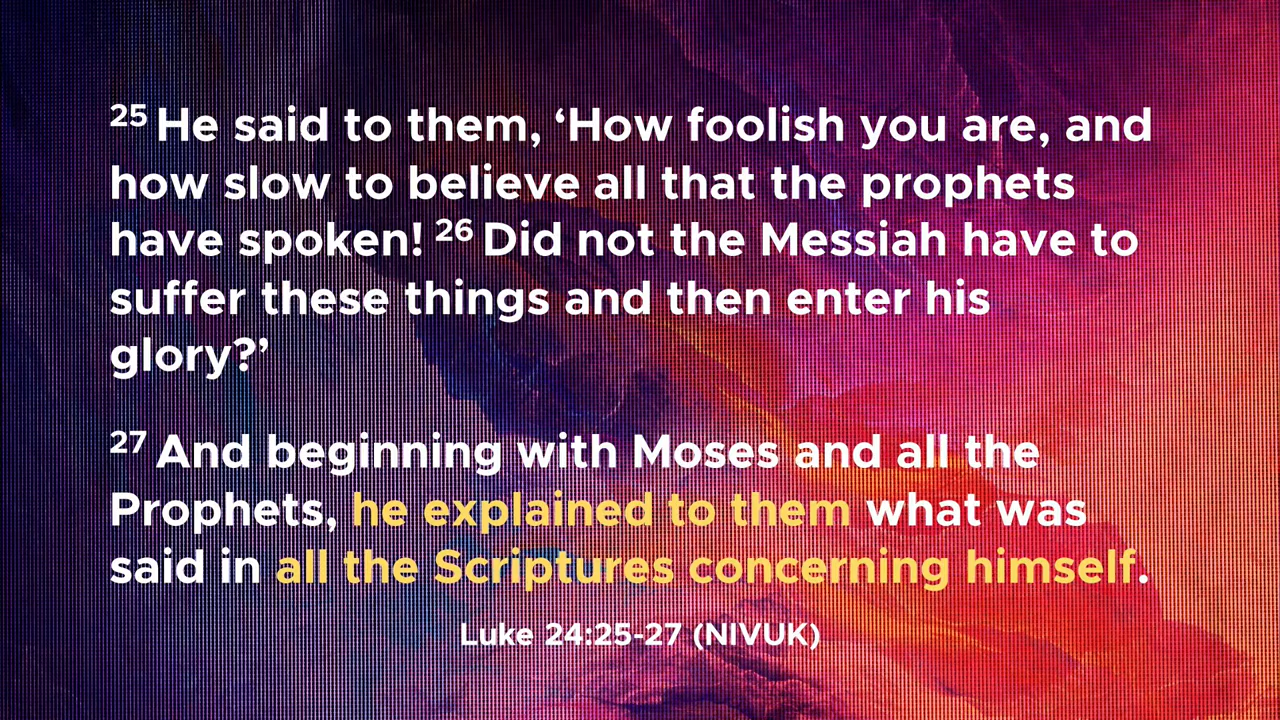 25 He said to them, ‘How foolish you are, and
how slow to believe all that the prophets
have spoken! 26 Did not the Messiah have to
suffer these things and then enter his
glory?’
27 And beginning with Moses and all the
Prophets, he explained to them what was
said in all the Scriptures concerning himself.
Luke 24:25-27 (NIVUK)